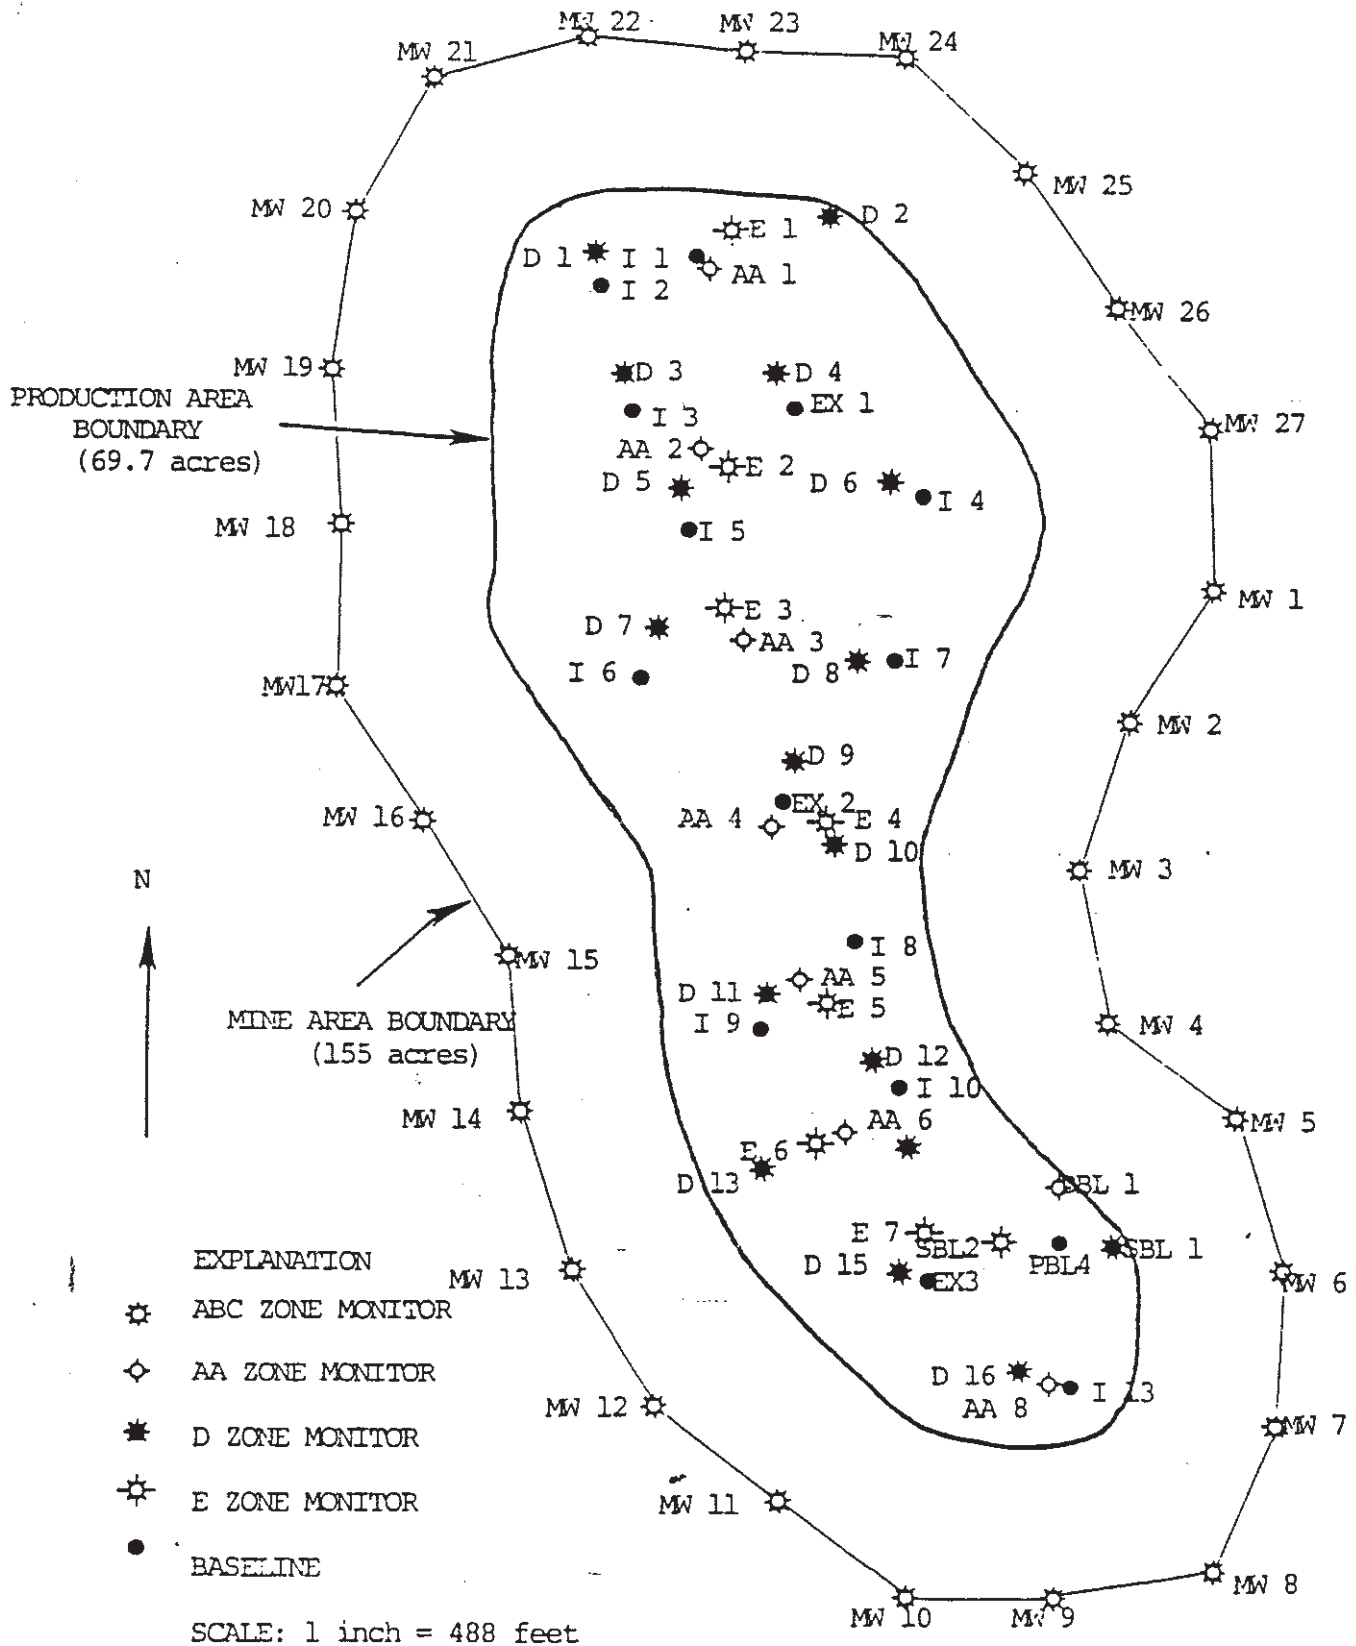 MW 22
MW 23
MW 24
MW 21
MW 25
MW 20
E 1
D 2
D 1
I 1
AA 1
I 2
MW 26
MW 19
D 3
D 4
PRODUCTION AREA
BOUNDARY
(69.7 acres)
I 3
EX 1
MW 27
AA 2
E 2
D 5
D 6
I 4
MW 18
I 5
MW 1
E 3
D 7
AA 3
I 6
D 8
I 7
MW17
MW 2
D 9
EX 2
MW 16
AA 4
E 4
D 10
MW 3
N
I 8
MW 15
AA 5
D 11
E 5
I 9
MINE AREA BOUNDARY
(155 acres)
MW 4
D 12
I 10
MW 14
AA 6
MW 5
E 6
D 13
BL 1
E 7
SBL2
SBL 1
D 15
PBL4
EX3
MW 13
MW 6
D 16
I 13
AA 8
MW 12
MW 7
MW 11
MW 8
MW 10
MW 9
EXPLANATION
ABC ZONE MONITOR
AA ZONE MONITOR
D ZONE MONITOR
E ZONE MONITOR
BASELINE
SCALE: 1 inch = 488 feet